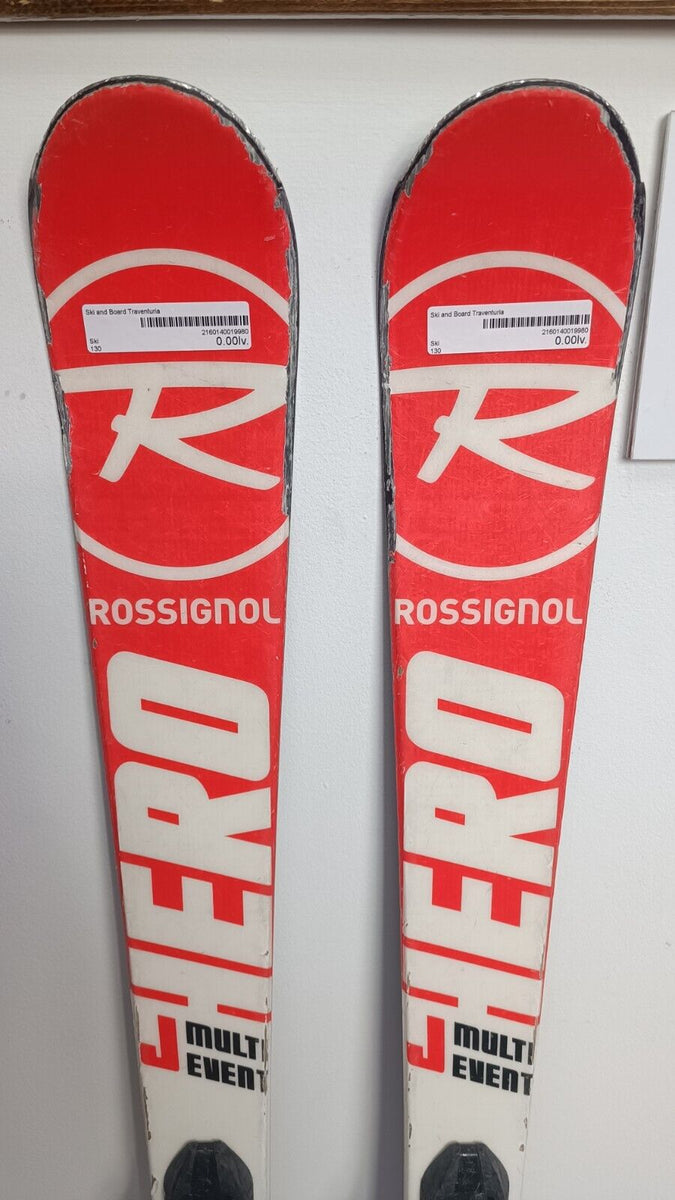 Ski and Board Traventuria
2160140019980
Ski
0.00lv.
130
R
ROSSIGNOL
HERO
J MULTI
EVENT
Ski and Board Traventuria
2160140019980
Ski
0.00lv.
130
R
ROSSIGNOL
HERO
J MULTI
EVENT